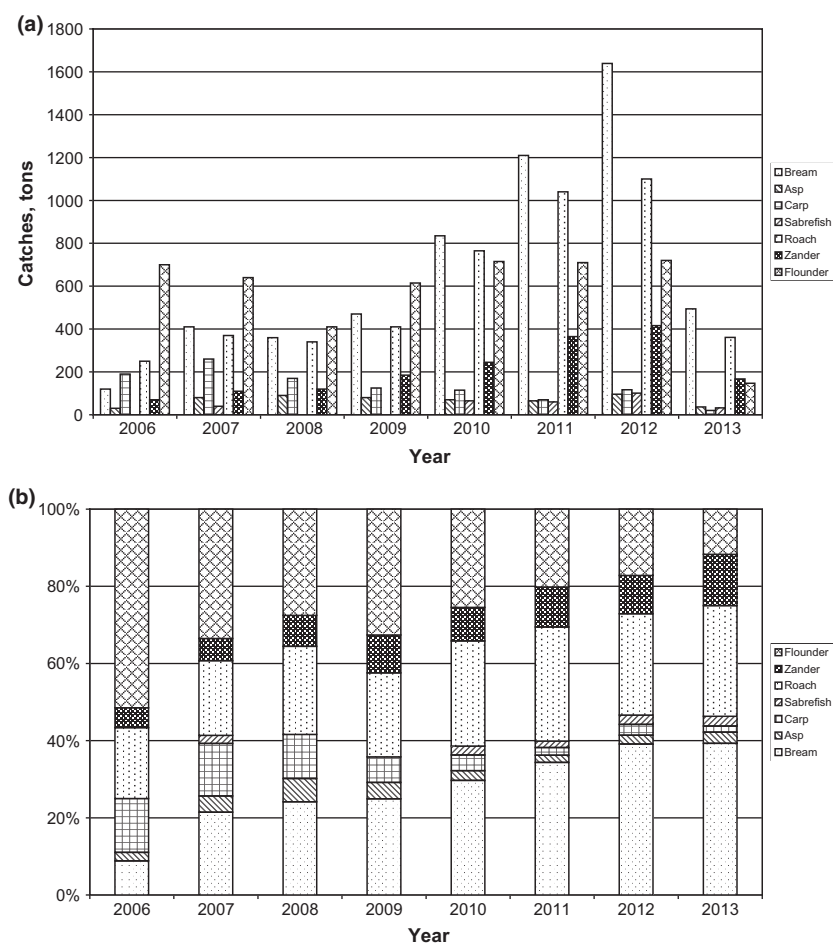 (a)
1800
1600
1400
1200
1000
800
600
400
200
0
Catches, tons
2006 2007 2008 2009 2010 2011 2012 2013
Year
Bream
Asp
Carp
Sabrefish
Roach
Zander
Flounder
(b)
100%
80%
60%
40%
20%
0%
2006 2007 2008 2009 2010 2011 2012 2013
Year
Flounder
Zander
Roach
Sabrefish
Carp
Asp
Bream